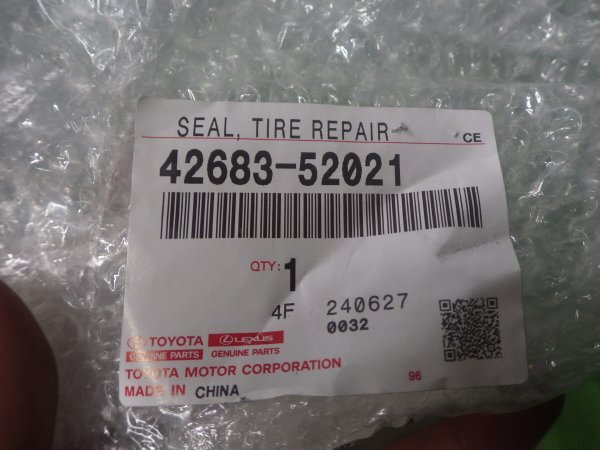 SEAL, TIRE REPAIR
CE
42683-52021
QTY: 1
4F 240627
0032
TOYOTA LEXUS
GENUINE PARTS GENUINE PARTS
TOYOTA MOTOR CORPORATION
96
MADE IN CHINA